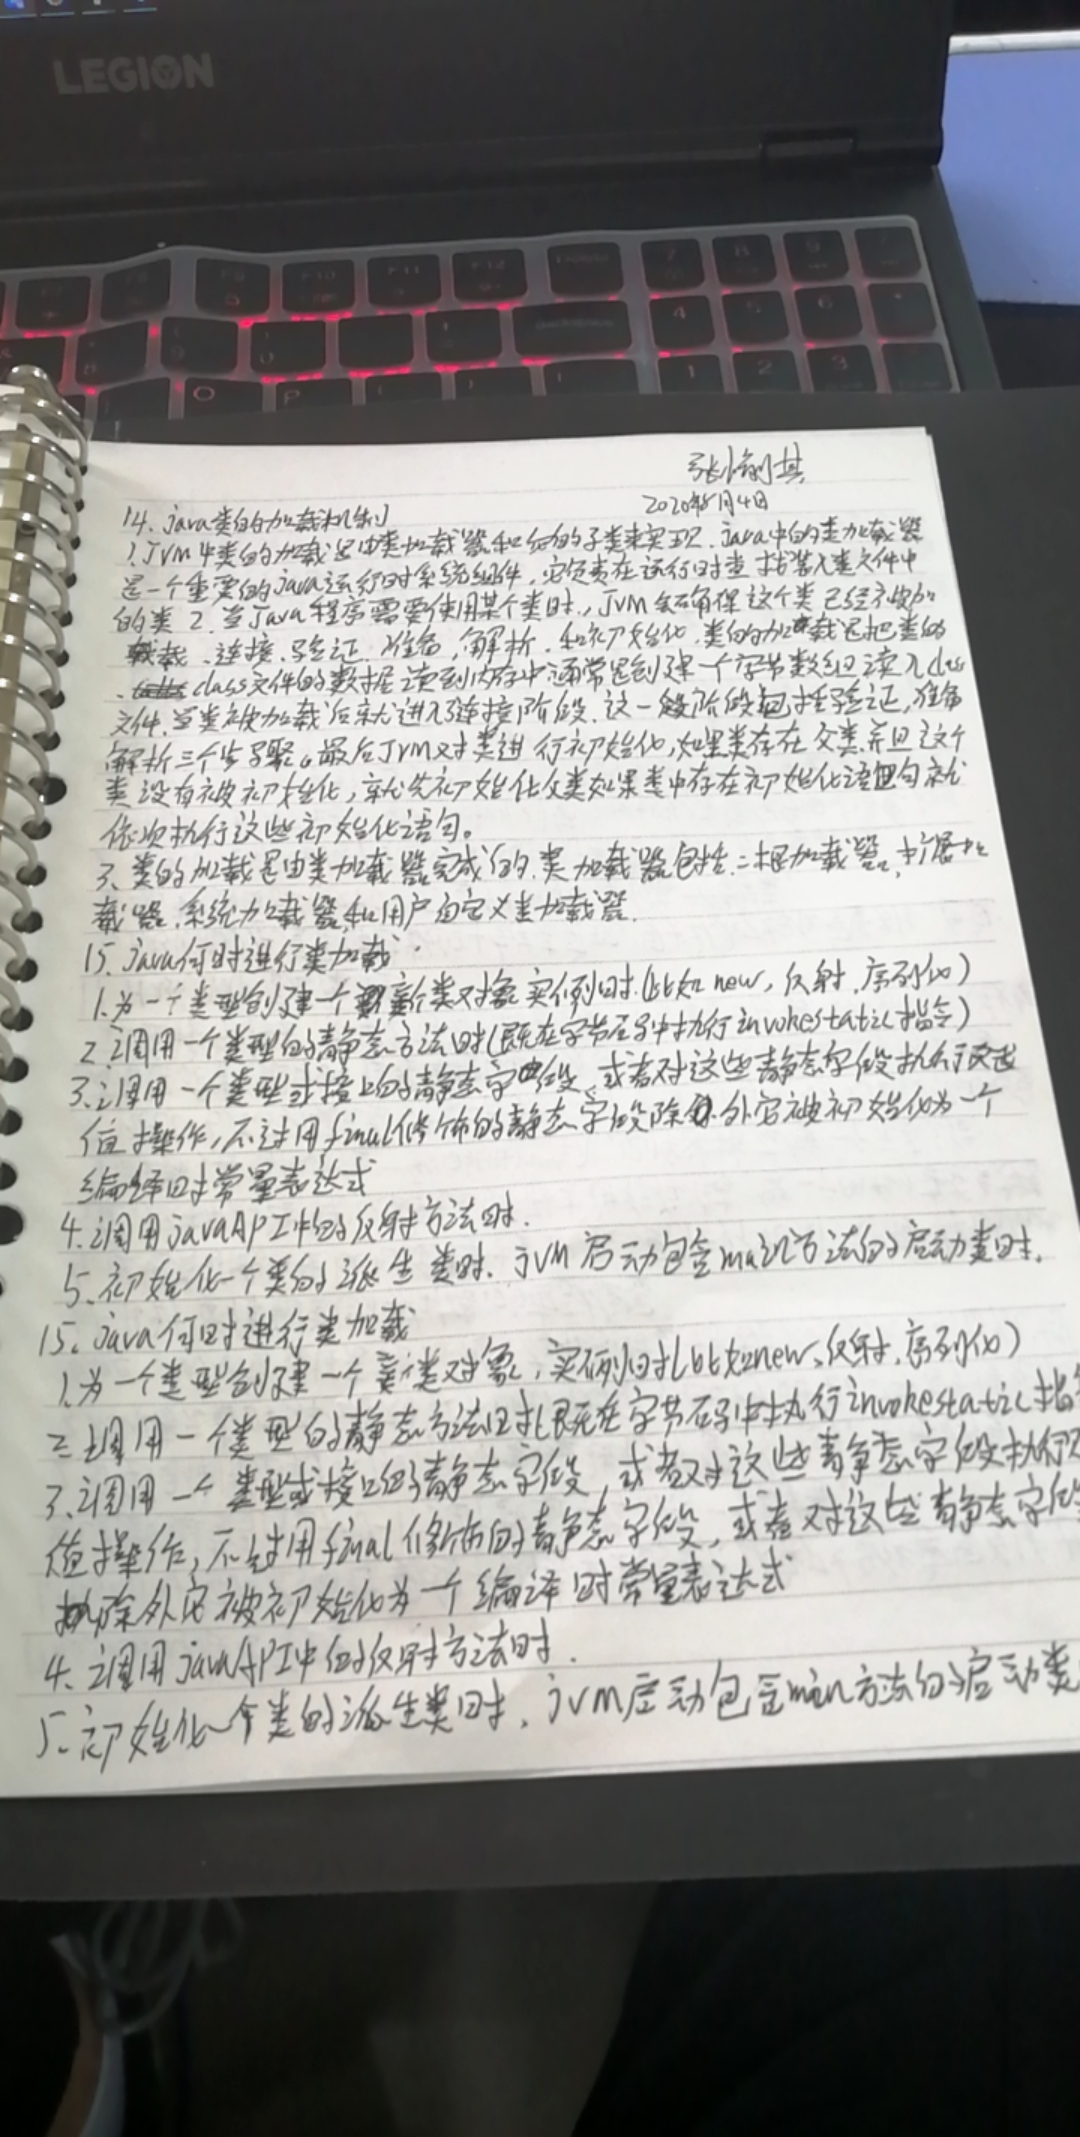 LEGION
F9 F10 F11 F12 Delete 7 8 9
backspace 4 5 6
O P 1 2 3
张
2020年5月4日
14、java类的加载机制
1.JVM中类的加载是由类加载器和它的子类来实现.java中的类加载器
是一个重要的java运行时系统组件,它负责在运行时查找装入类文件中
的类 2.当Java程序需要使用某个类时,JVM会确保这个类已经被加
载、连接、验证.准备,解析.和初始化.类的加载是把类的
.class文件的数据读到内存中通常是创建一个字节数组读入class
文件.当类被加载后就进入连接阶段.这一阶段包括验证,准备
解析三个步骤。最后JVM对类进行初始化,如果类存在父类并且这个
类没有被初始化,就先初始化父类如果类中存在初始化语句就
依次执行这些初始化语句。
3、类的加载是由类加载器完成的.类加载器包括:根加载器,扩展加
载器.系统加载器和用户自定义类加载器.
15、java何时进行类加载
1.为一个类型创建一个新类对象实例时.(比如new,反射.序列化)
2.调用一个类型的静态方法时(既在字节码中执行invokestatic指令)
3.调用一个类型或接口的静态字段,或者对这些静态字段执行
值操作,不过用final修饰的静态字段除外它被初始化为一个
编绎时常量表达式
4.调用javaAPI中的反射方法时.
5.初始化一个类的派生类时.jVM启动包含main方法的启动类时.
15.java何时进行类加载
1.为一个类型创建一个类对象,实例时(比如new,反射,序列化)
2.调用一个类型的静态方法时(既在字节码中执行invokestatic指
3.调用一个类型或接口的静态字段,或者对这些静态字段执行
值操作,不过用final修饰的静态字段,或者对这些静态字段
除外它被初始化为一个编译时常量表达式
4.调用javaAPI中的反射方法时.
5.初始化一个类的派生类时.jVM启动包含main方法的启动类